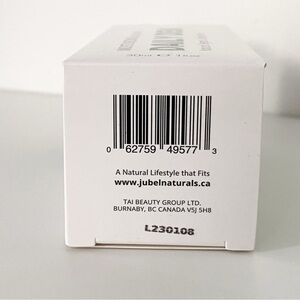 0 62759 49577 3
A Natural Lifestyle that Fits
www.jubelnaturals.ca
TAI BEAUTY GROUP LTD.
BURNABY, BC CANADA V5J 5H8
L230108